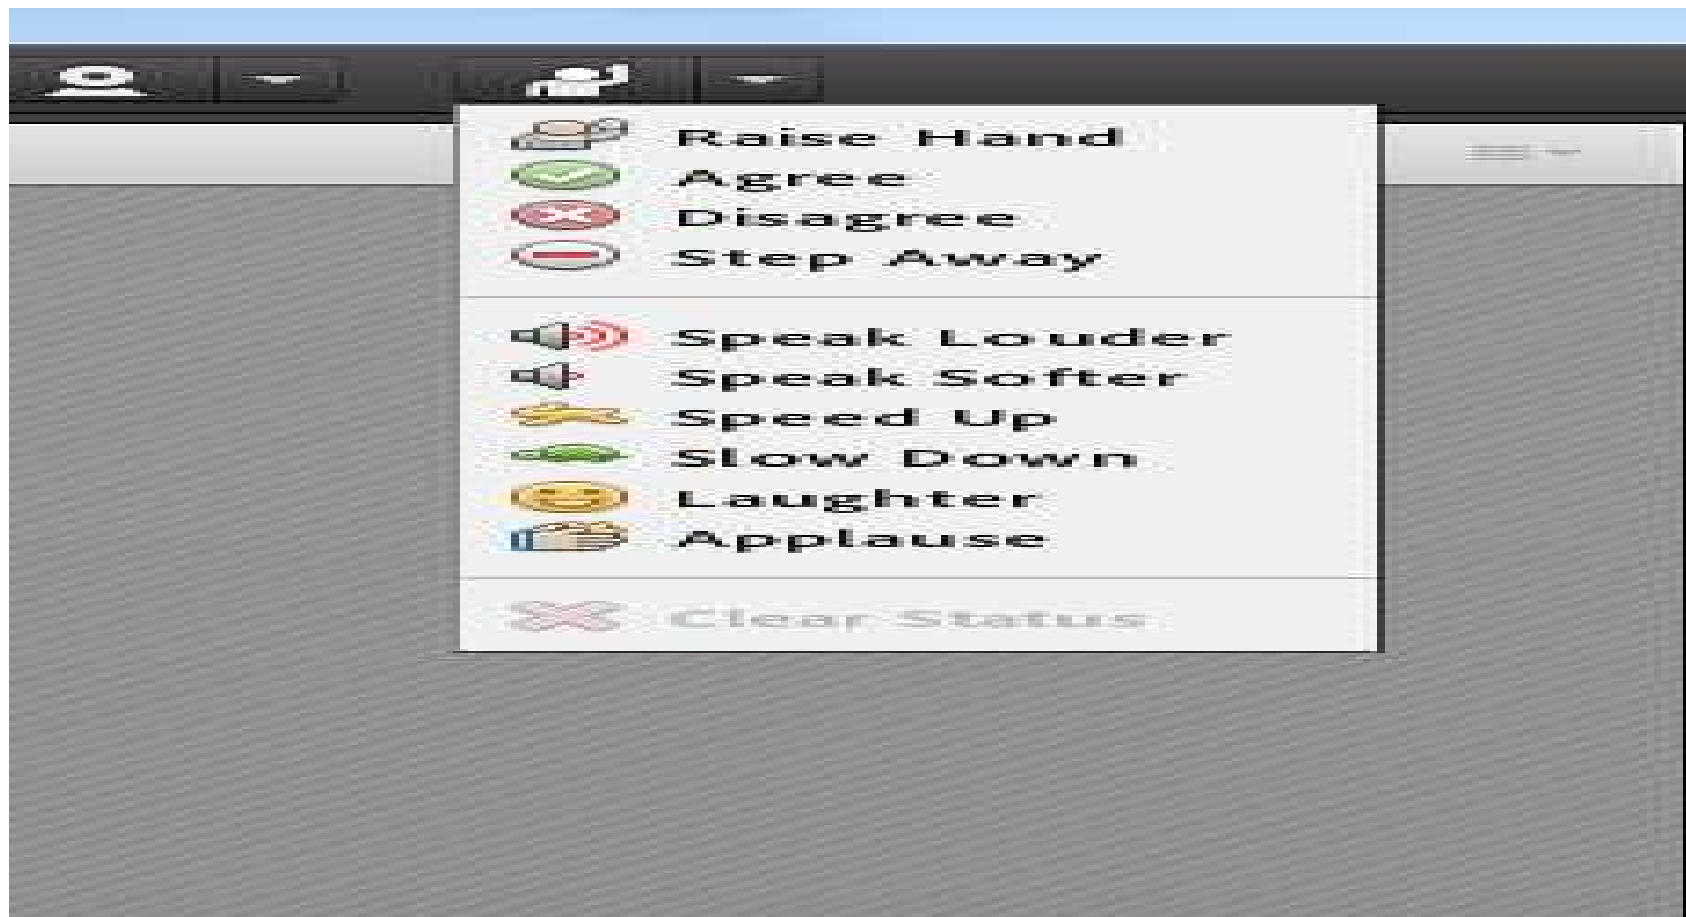 Raise Hand
Agree
Disagree
Step Away
Speak Louder
Speak Softer
Speed Up
Slow Down
Laughter
Applause
Clear Status